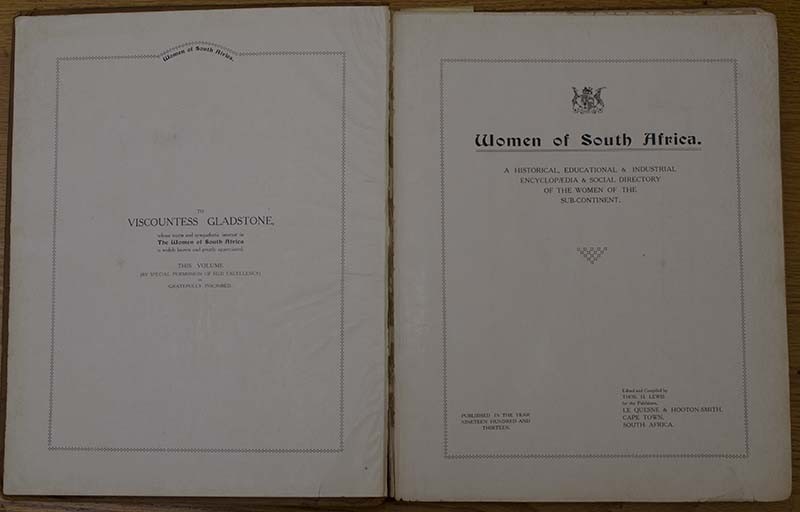 Women of South Africa.
TO
VISCOUNTESS GLADSTONE,
whose warm and sympathetic interest in
The Women of South Africa
is widely known and greatly appreciated.
THIS VOLUME
(BY SPECIAL PERMISSION OF HER EXCELLENCY)
IS
GRATEFULLY INSCRIBED.
Women of South Africa.
A HISTORICAL, EDUCATIONAL & INDUSTRIAL
ENCYCLOPÆDIA & SOCIAL DIRECTORY
OF THE WOMEN OF THE
SUB-CONTINENT.
PUBLISHED IN THE YEAR
NINETEEN HUNDRED AND
THIRTEEN.
Edited and Compiled by
THOS. H. LEWIS
for the Publishers,
LE QUESNE & HOOTON-SMITH,
CAPE TOWN,
SOUTH AFRICA.